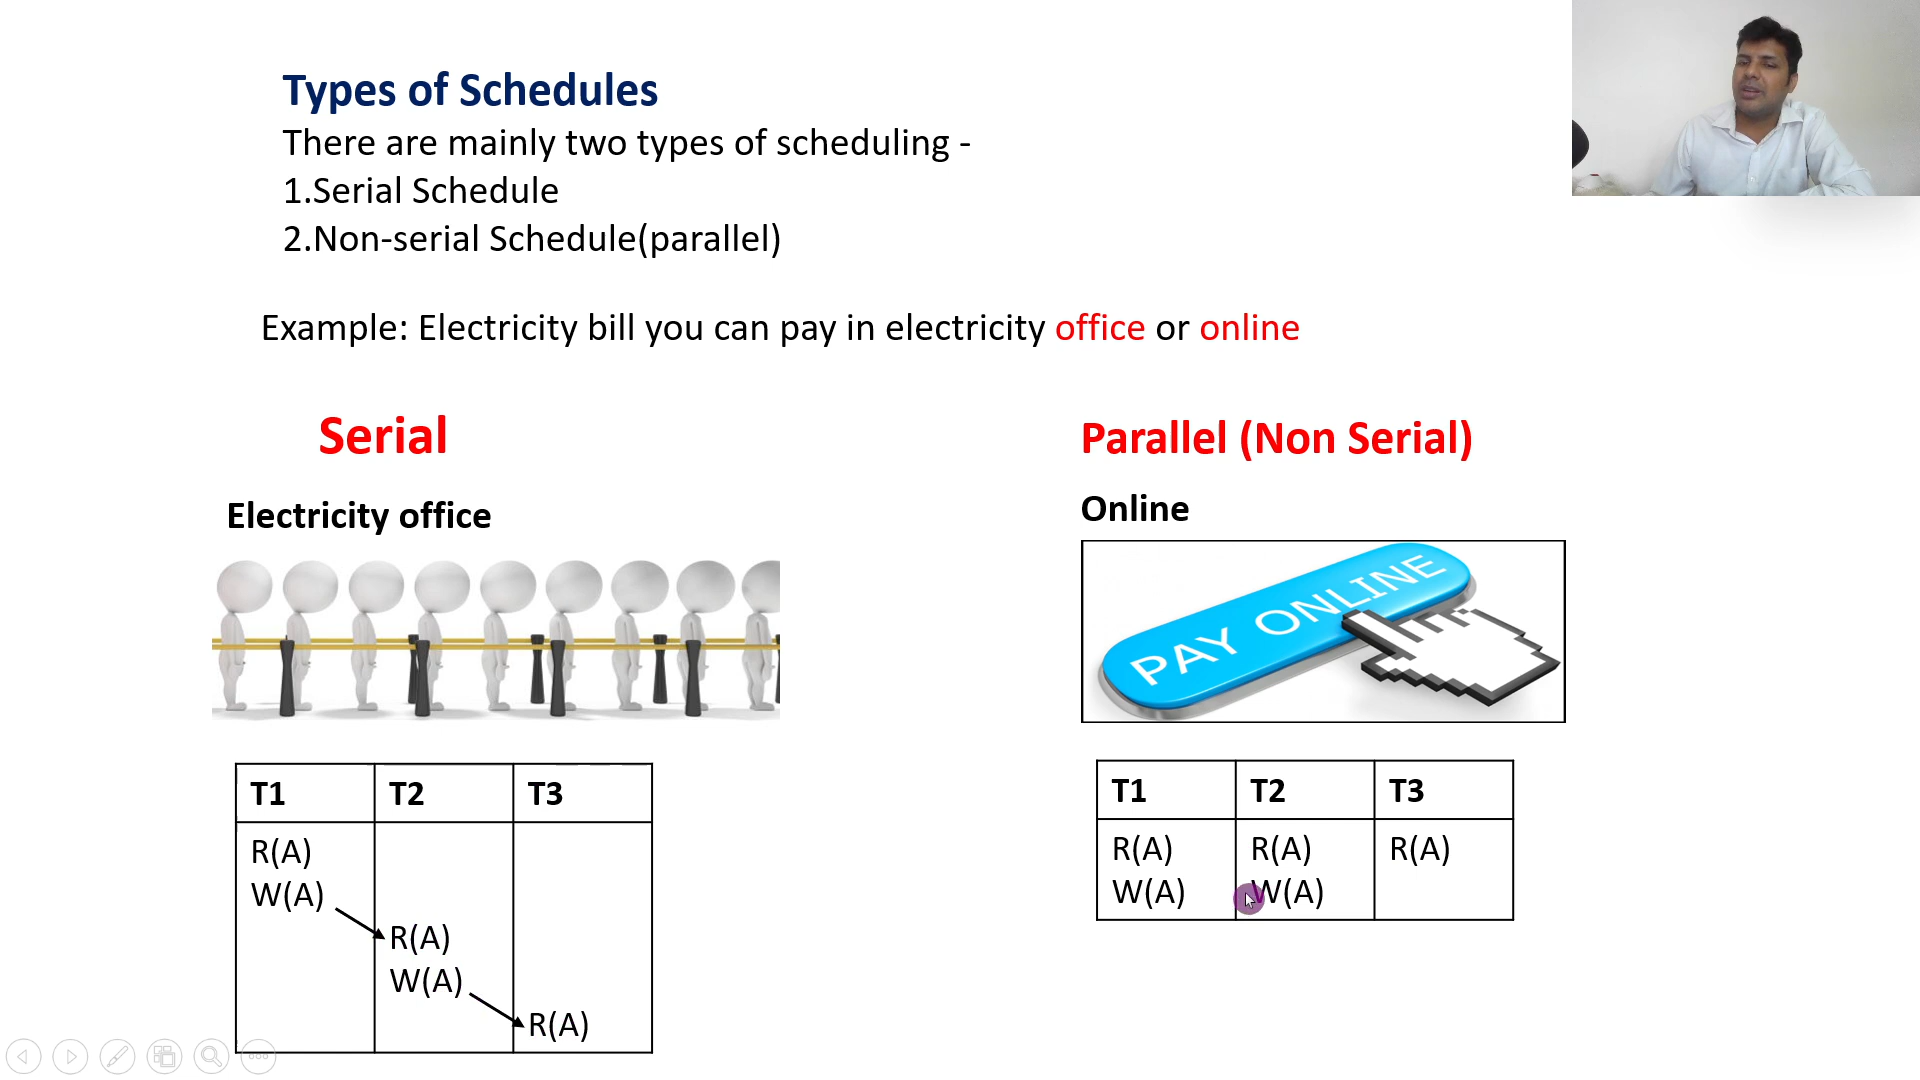 Types of Schedules
There are mainly two types of scheduling -
1.Serial Schedule
2.Non-serial Schedule(parallel)
Example: Electricity bill you can pay in electricity office or online
Serial
Electricity office
T1 T2 T3
R(A)
W(A)
R(A)
W(A)
R(A)
Parallel (Non Serial)
Online
PAY ONLINE
T1 T2 T3
R(A) R(A) R(A)
W(A) W(A)